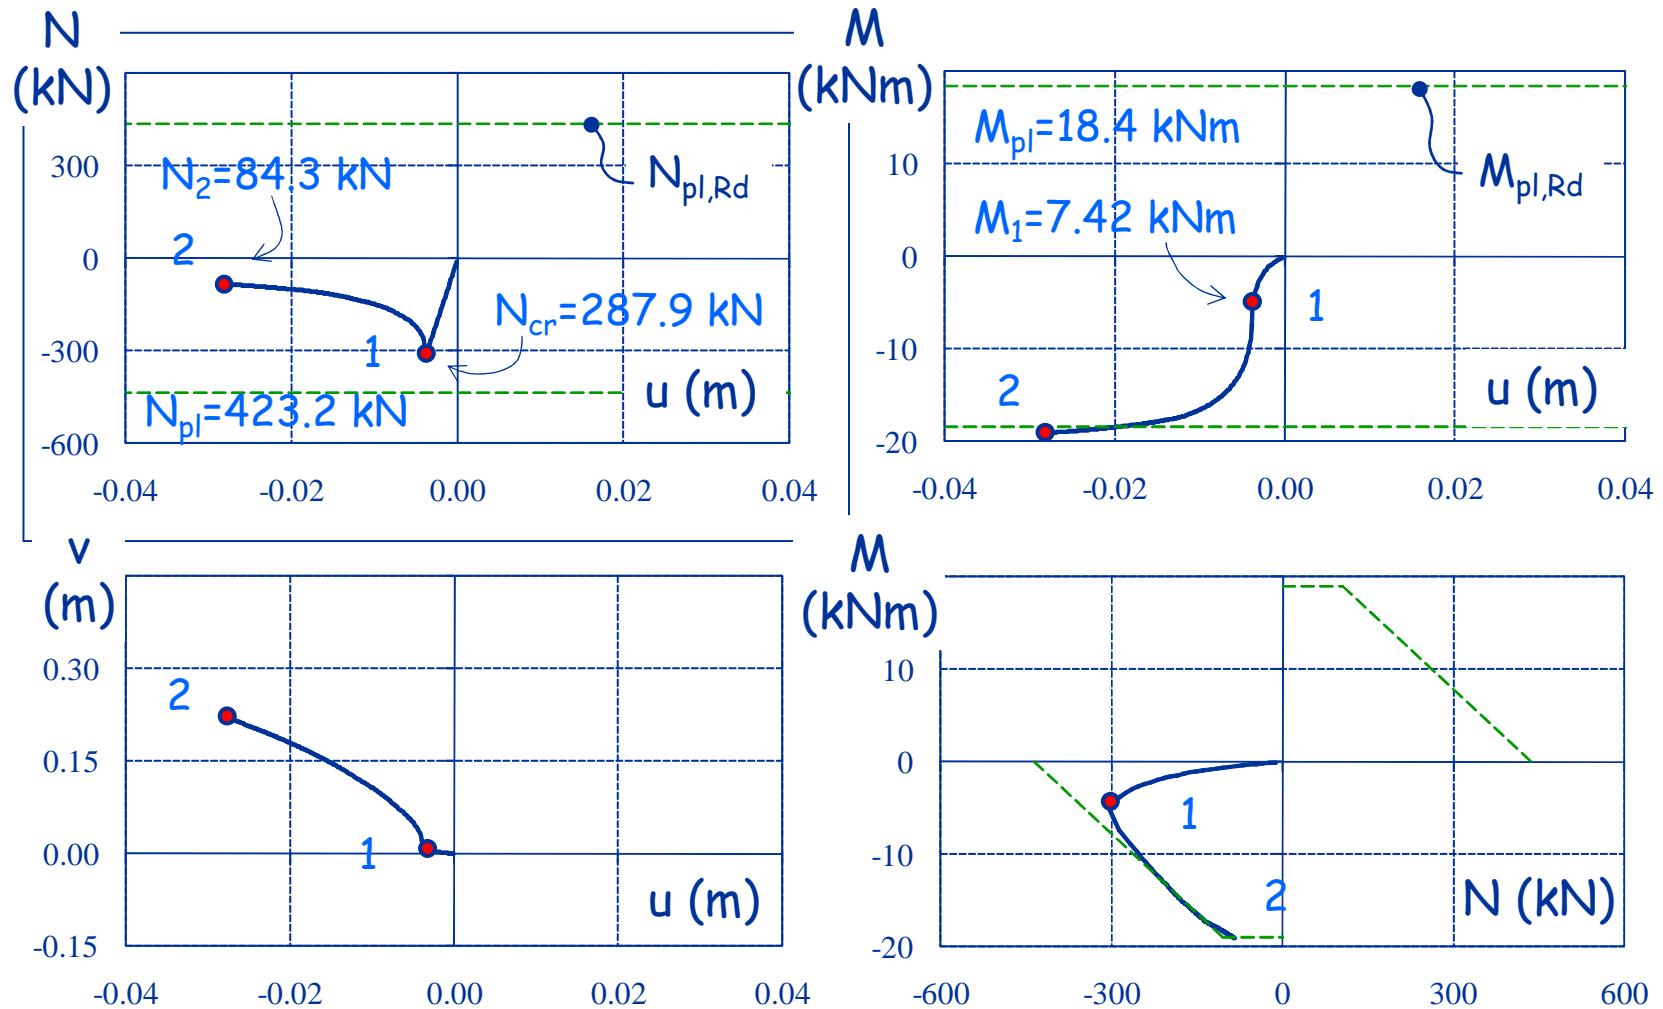 N
(kN)
300
0
-300
-600
N2=84.3 kN
2
Npl,Rd
Ncr=287.9 kN
1
u (m)
Npl=423.2 kN
-0.04
-0.02
0.00
0.02
0.04
M
(kNm)
10
0
-10
-20
Mpl=18.4 kNm
Mpl,Rd
M1=7.42 kNm
1
2
u (m)
-0.04
-0.02
0.00
0.02
0.04
v
(m)
0.30
0.15
0.00
-0.15
2
1
u (m)
-0.04
-0.02
0.00
0.02
0.04
M
(kNm)
10
0
-10
-20
1
2
N (kN)
-600
-300
0
300
600